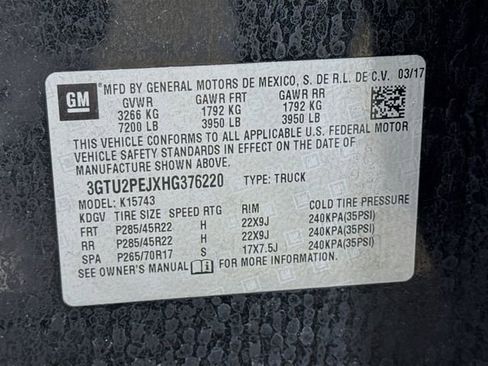 GM
MFD BY GENERAL MOTORS DE MEXICO, S. DE R.L. DE C.V. 03/17
GVWR GAWR FRT GAWR RR
3266 KG 1792 KG 1792 KG
7200 LB 3950 LB 3950 LB
THIS VEHICLE CONFORMS TO ALL APPLICABLE U.S. FEDERAL MOTOR
VEHICLE SAFETY STANDARDS IN EFFECT ON THE DATE OF
MANUFACTURE SHOWN ABOVE.
3GTU2PEJXHG376220 TYPE: TRUCK
MODEL: K15743
KDGV TIRE SIZE SPEED RTG RIM COLD TIRE PRESSURE
FRT P285/45R22 H 22X9J 240KPA(35PSI)
RR P285/45R22 H 22X9J 240KPA(35PSI)
SPA P265/70R17 S 17X7.5J 240KPA(35PSI)
SEE OWNER'S MANUAL FOR MORE INFORMATION.